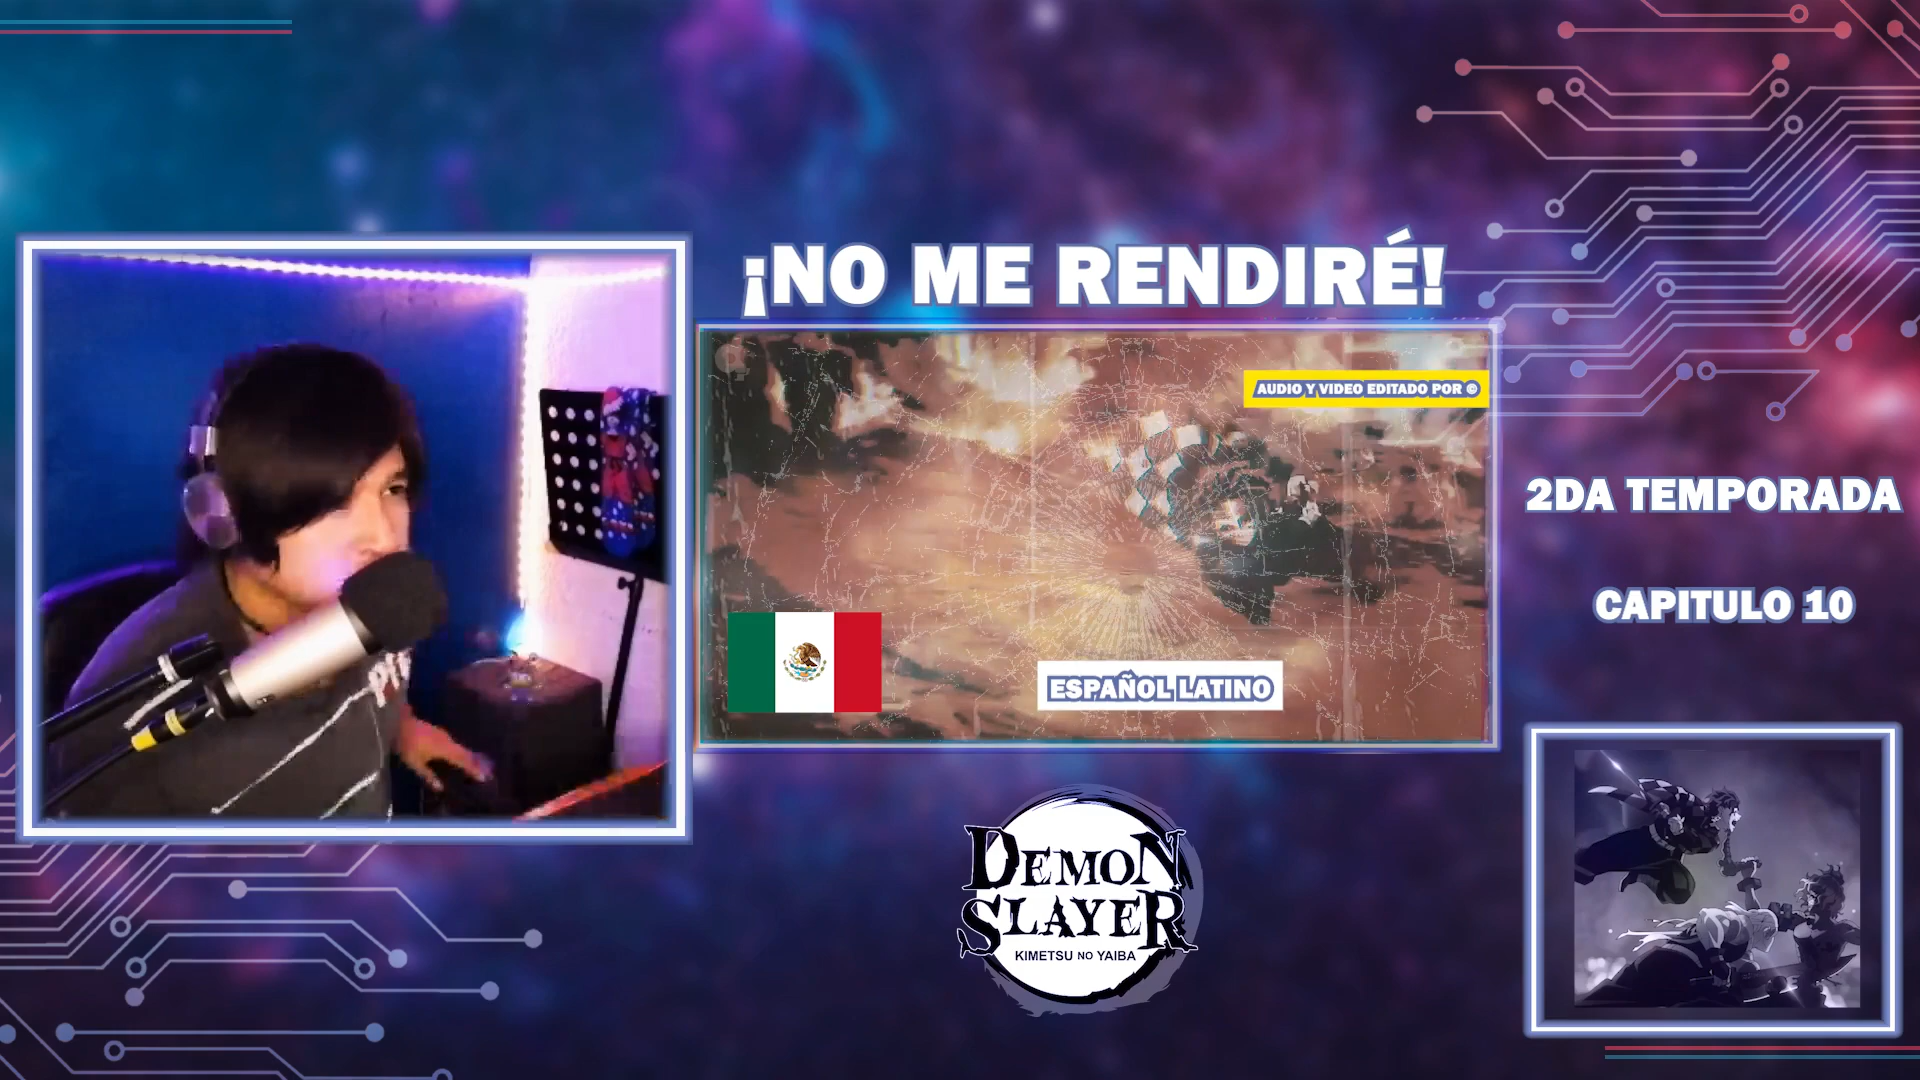 ¡NO ME RENDIRÉ!
AUDIO Y VIDEO EDITADO POR ©
2DA TEMPORADA
CAPITULO 10
ESPAÑOL LATINO
DEMON
SLAYER
KIMETSU NO YAIBA